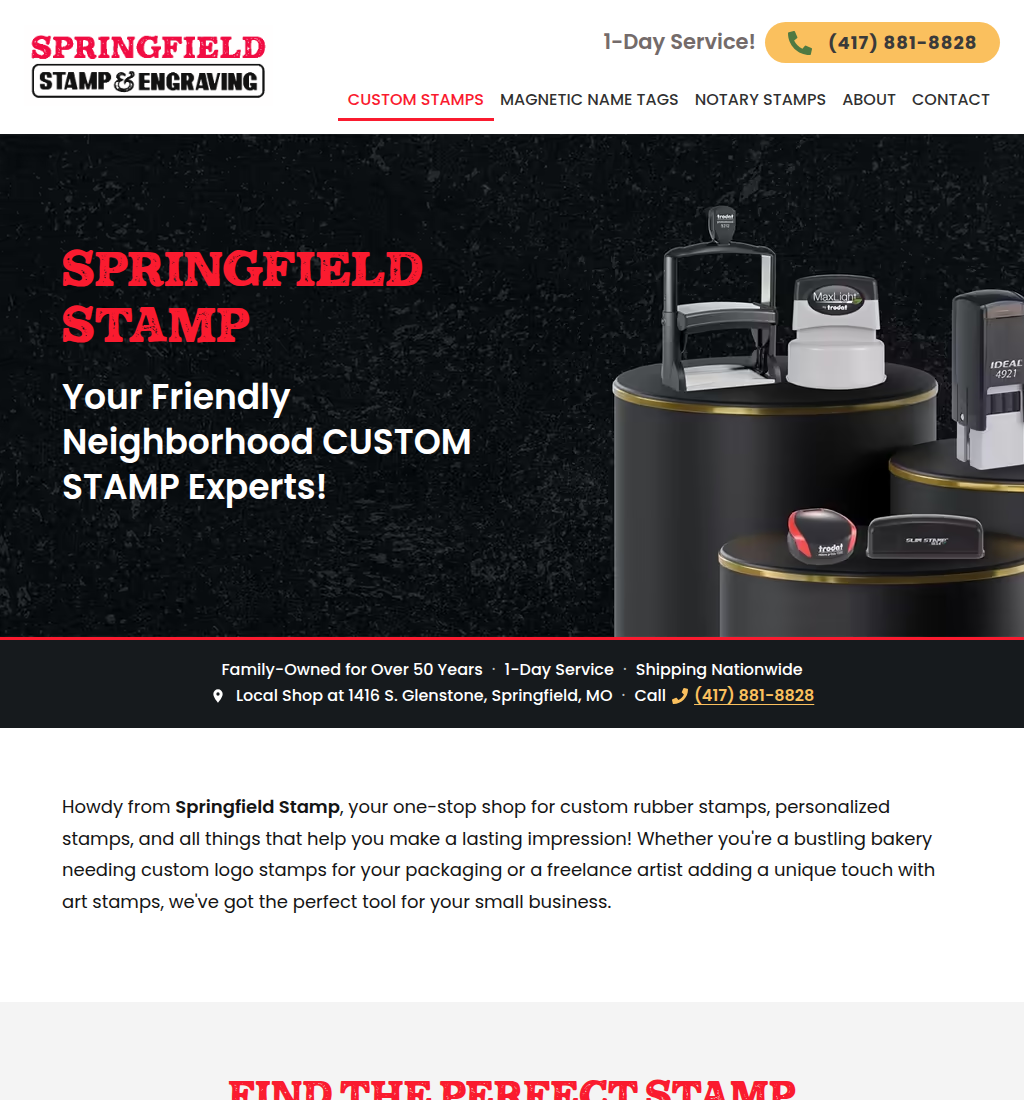 SPRINGFIELD
STAMP & ENGRAVING
1-Day Service!
(417) 881-8828
CUSTOM STAMPS
MAGNETIC NAME TAGS
NOTARY STAMPS
ABOUT
CONTACT
SPRINGFIELD
STAMP
Your Friendly
Neighborhood CUSTOM
STAMP Experts!
trodat
MaxLight
by trodat
IDEAL
4921
trodat
SLIM STAMP
Family-Owned for Over 50 Years · 1-Day Service · Shipping Nationwide
Local Shop at 1416 S. Glenstone, Springfield, MO · Call (417) 881-8828
Howdy from Springfield Stamp, your one-stop shop for custom rubber stamps, personalized
stamps, and all things that help you make a lasting impression! Whether you're a bustling bakery
needing custom logo stamps for your packaging or a freelance artist adding a unique touch with
art stamps, we've got the perfect tool for your small business.
FIND THE PERFECT STAMP